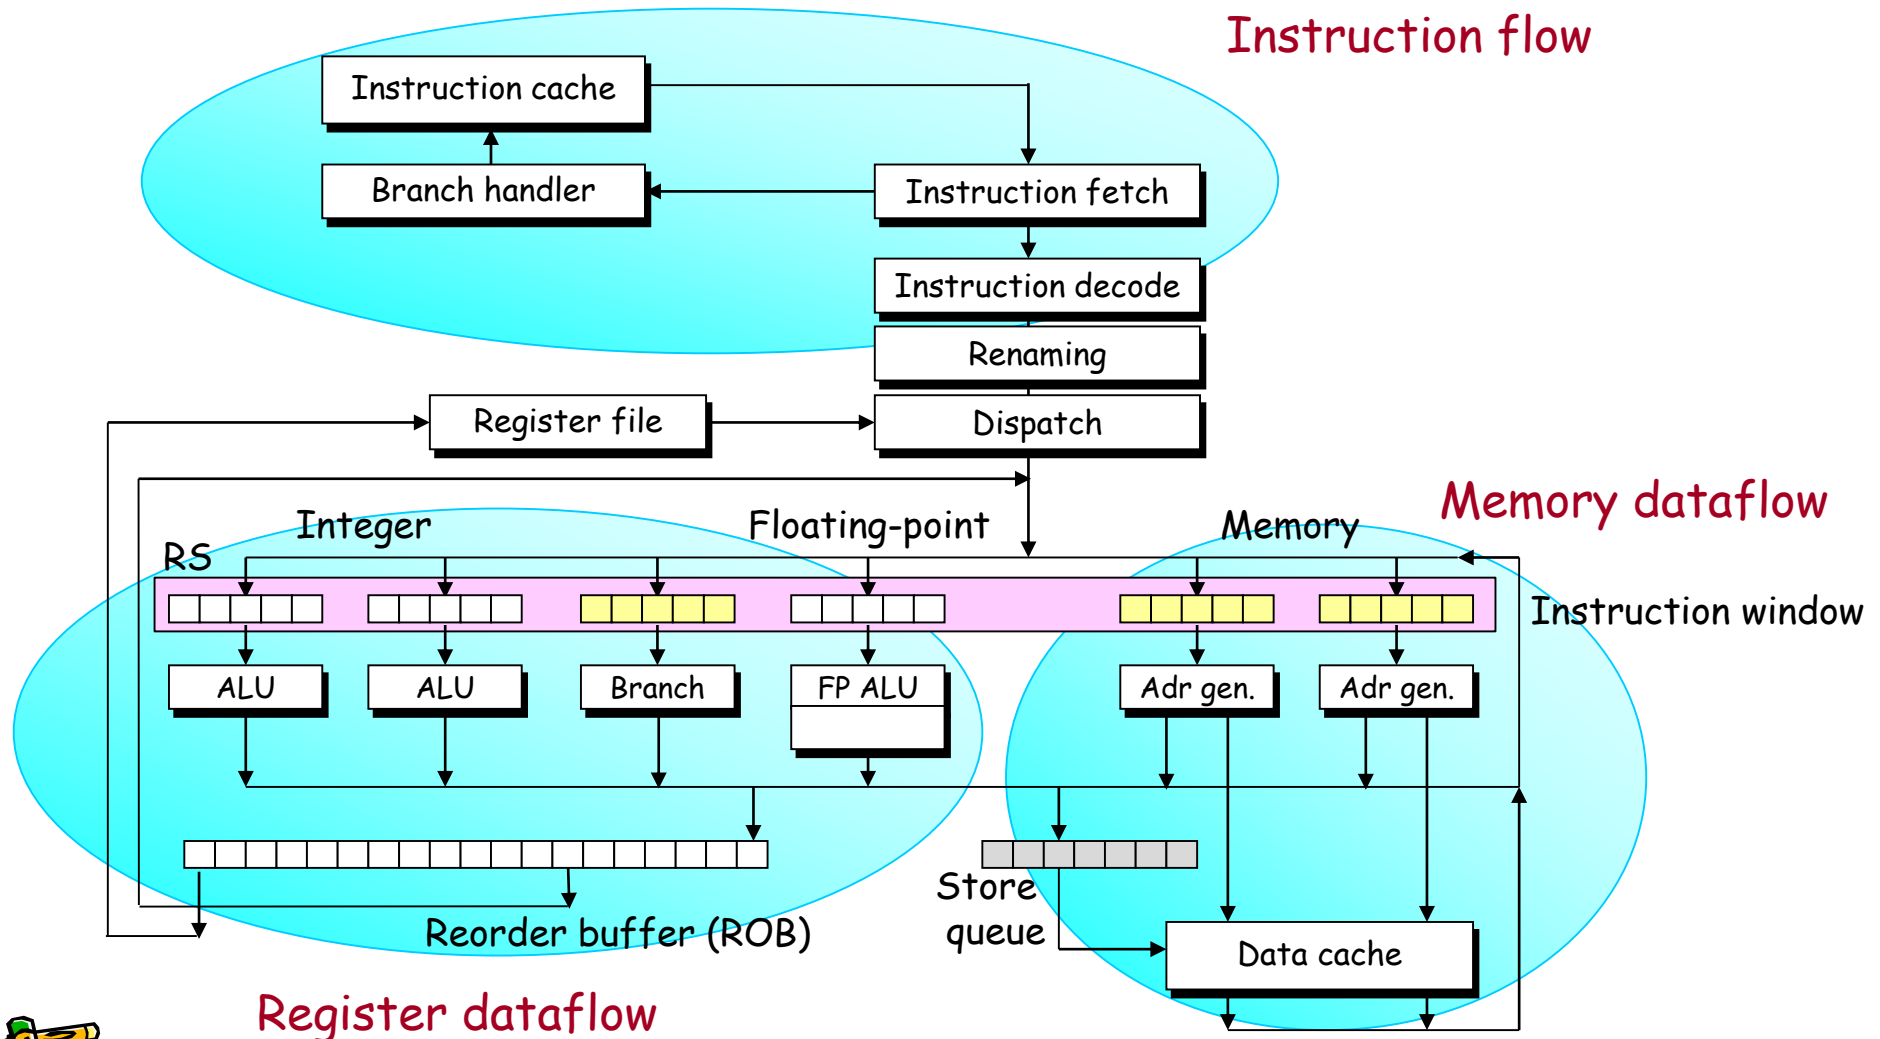 Instruction flow
Instruction cache
Branch handler
Instruction fetch
Instruction decode
Renaming
Register file
Dispatch
Memory dataflow
Integer
Floating-point
Memory
RS
Instruction window
ALU
ALU
Branch
FP ALU
Adr gen.
Adr gen.
Store
queue
Reorder buffer (ROB)
Data cache
Register dataflow